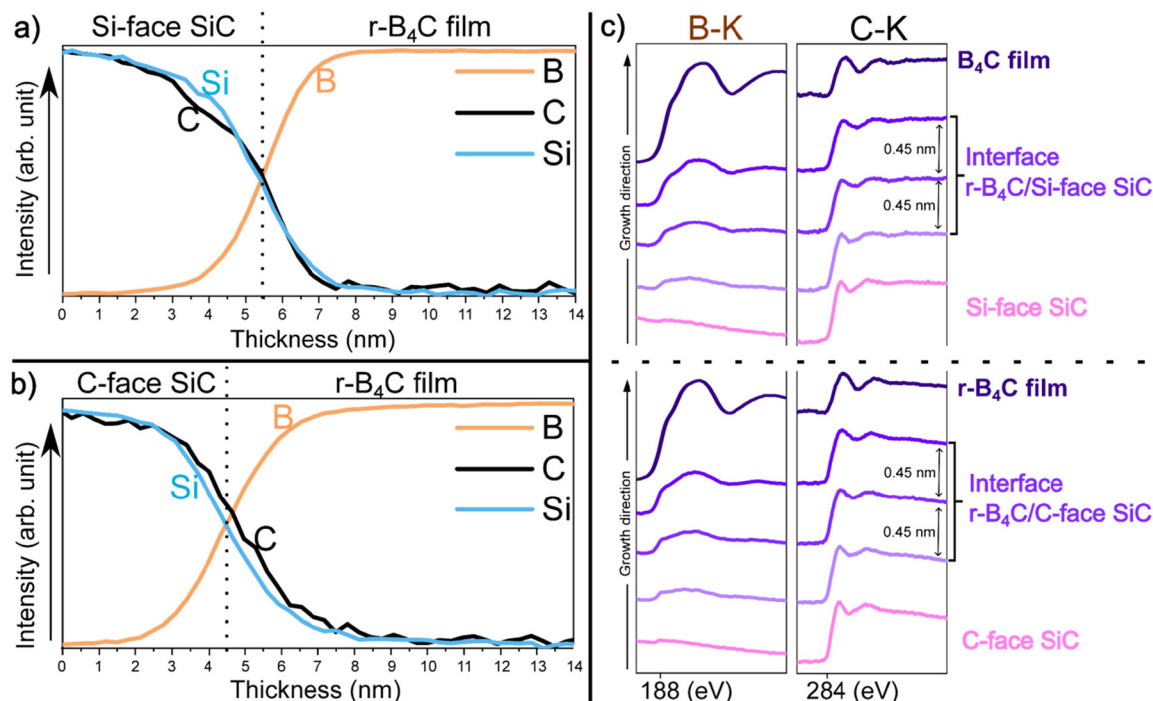 a)
Si-face SiC
r-B₄C film
Intensity (arb. unit)
Si
C
B
B
C
Si
0 1 2 3 4 5 6 7 8 9 10 11 12 13 14
Thickness (nm)
b)
C-face SiC
r-B₄C film
Intensity (arb. unit)
Si
C
B
B
C
Si
0 1 2 3 4 5 6 7 8 9 10 11 12 13 14
Thickness (nm)
c)
B-K
C-K
Growth direction
B₄C film
0.45 nm
0.45 nm
Interface
r-B₄C/Si-face SiC
Si-face SiC
Growth direction
r-B₄C film
0.45 nm
0.45 nm
Interface
r-B₄C/C-face SiC
C-face SiC
188 (eV)
284 (eV)